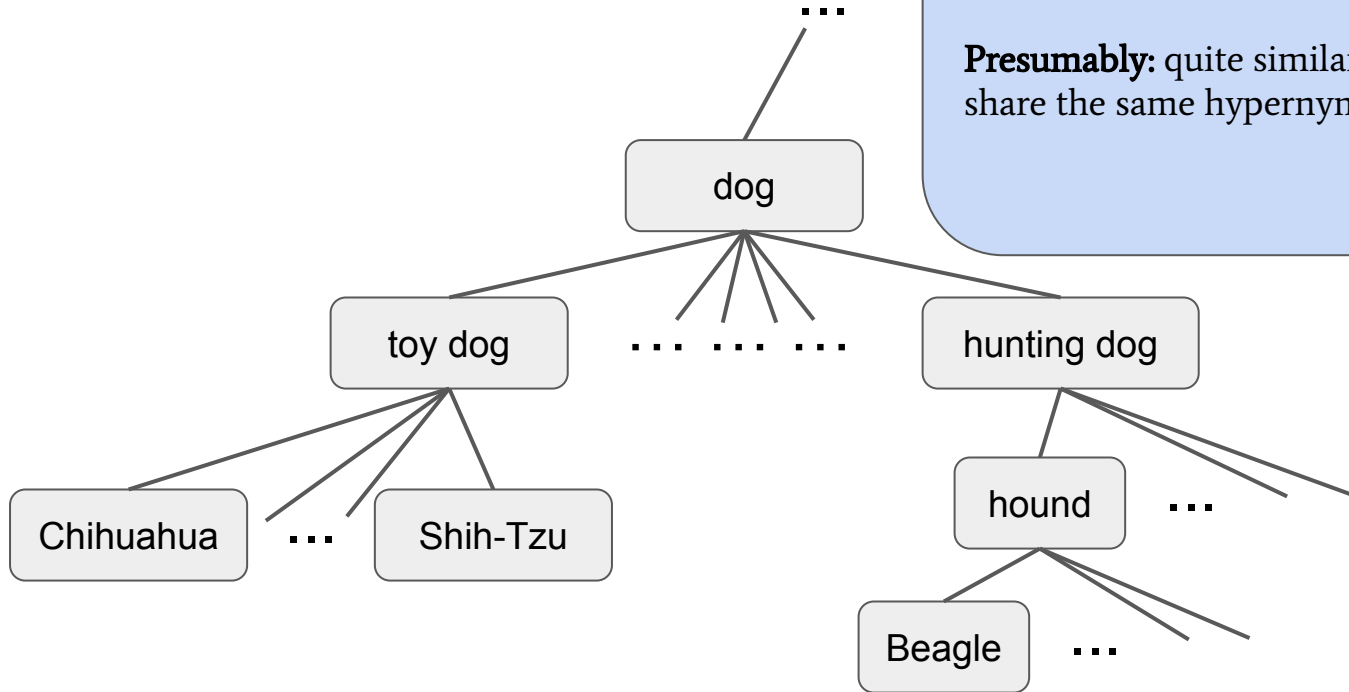 ...
Presumably: quite similar
share the same hypernym
dog
toy dog
... ... ...
hunting dog
Chihuahua
...
Shih-Tzu
hound
...
Beagle
...